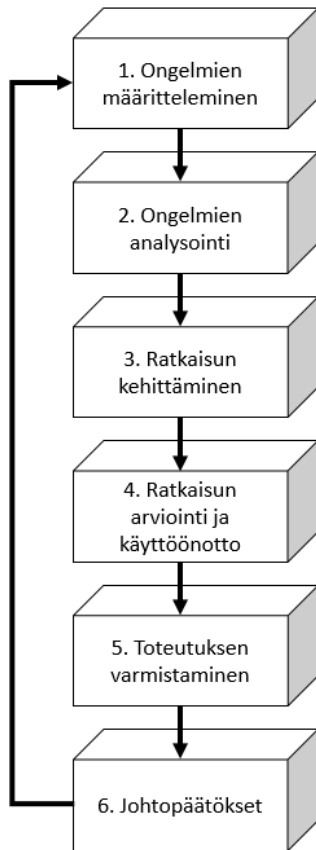 1. Ongelmien
määritteleminen
2. Ongelmien
analysointi
3. Ratkaisun
kehittäminen
4. Ratkaisun
arviointi ja
käyttöönotto
5. Toteutuksen
varmistaminen
6. Johtopäätökset